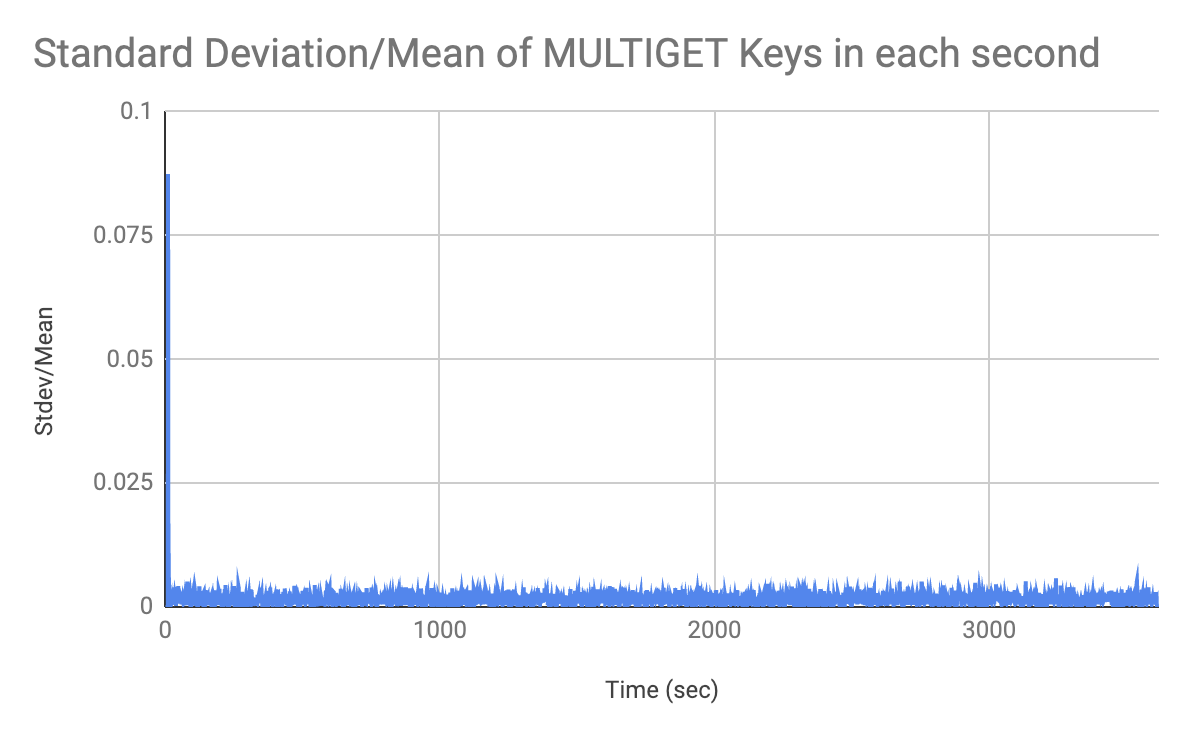 Standard Deviation/Mean of MULTIGET Keys in each second
0.1
0.075
0.05
0.025
0
Stdev/Mean
0 1000 2000 3000
Time (sec)